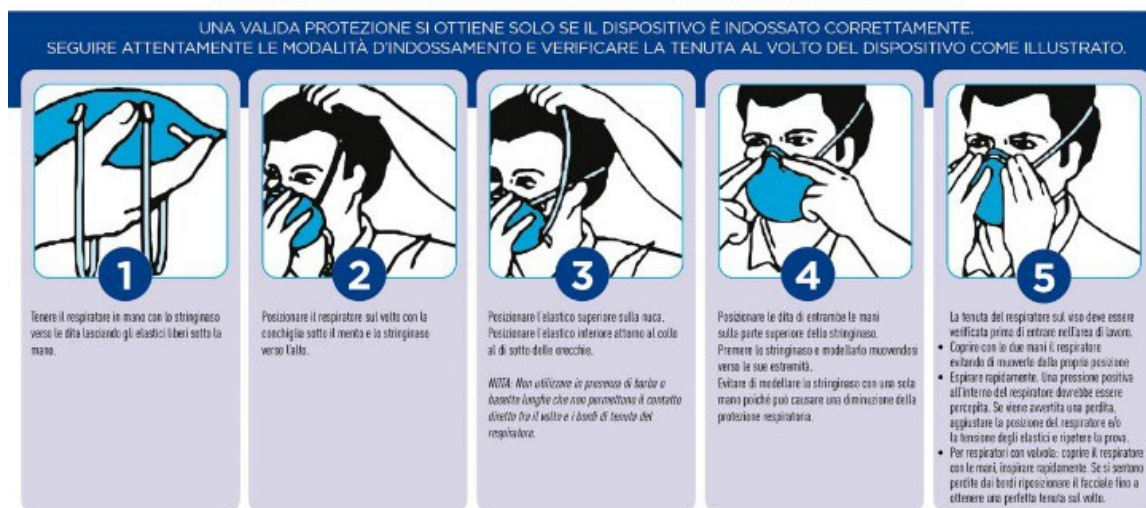 UNA VALIDA PROTEZIONE SI OTTIENE SOLO SE IL DISPOSITIVO È INDOSSATO CORRETTAMENTE.
SEGUIRE ATTENTAMENTE LE MODALITÀ D'INDOSSAMENTO E VERIFICARE LA TENUTA AL VOLTO DEL DISPOSITIVO COME ILLUSTRATO.
1
Tenere il respiratore in mano con lo stringinaso
verso le dita lasciando gli elastici liberi sotto la
mano.
2
Posizionare il respiratore sul volto con la
conchiglia sotto il mento e lo stringinaso
verso l'alto.
3
Posizionare l'elastico superiore sulla nuca.
Posizionare l'elastico inferiore attorno al collo
al di sotto delle orecchie.
NOTA: Non utilizzare in presenza di barba o
basette lunghe che non permettono il contatto
diretto fra il volto e i bordi di tenuta del
respiratore.
4
Posizionare le dita di entrambe le mani
sulla parte superiore dello stringinaso.
Premere lo stringinaso e modellarlo muovendosi
verso le sue estremità.
Evitare di modellare lo stringinaso con una sola
mano poiché può causare una diminuzione della
protezione respiratoria.
5
La tenuta del respiratore sul viso deve essere
verificata prima di entrare nell'area di lavoro.
• Coprire con le due mani il respiratore
evitando di muoverlo dalla propria posizione
• Espirare rapidamente. Una pressione positiva
all'interno del respiratore dovrebbe essere
percepita. Se viene avvertita una perdita,
aggiustare la posizione del respiratore e/o
la tensione degli elastici e ripetere la prova.
• Per respiratori con valvola: coprire il respiratore
con le mani, inspirare rapidamente. Se si sentono
perdite dai bordi riposizionare il facciale fino a
ottenere una perfetta tenuta sul volto.